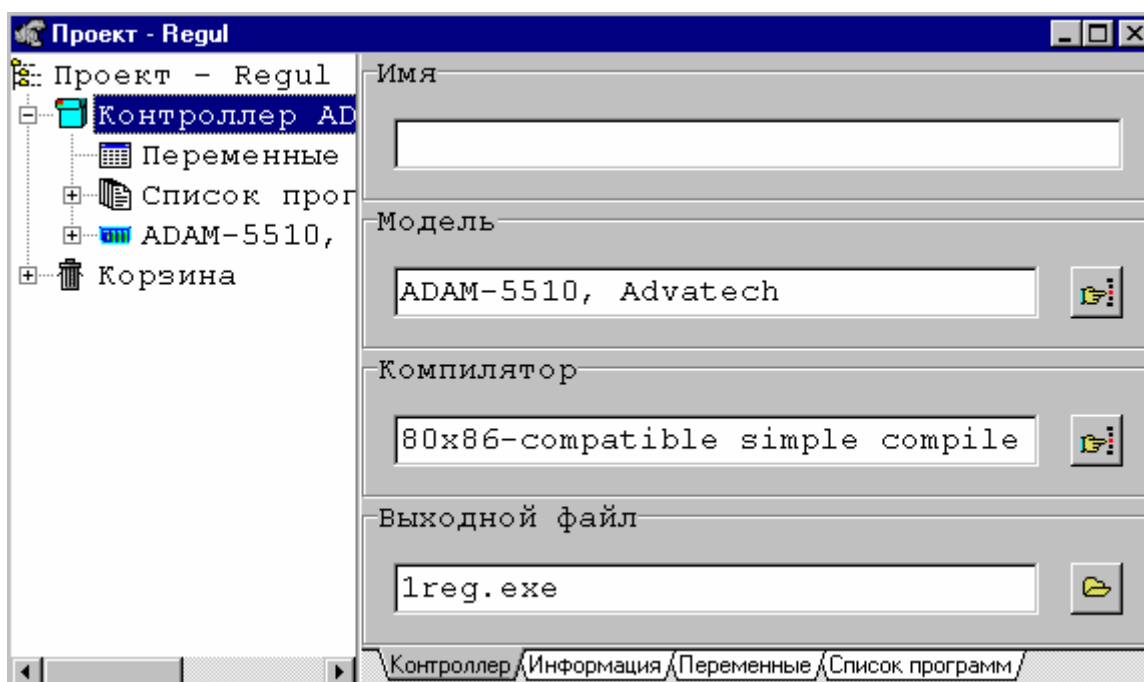 Проект - Regul
Проект - Regul
Контроллер AD
Переменные
Список прог
ADAM-5510,
Корзина
Имя
Модель
ADAM-5510, Advatech
Компилятор
80x86-compatible simple compile
Выходной файл
1reg.exe
Контроллер Информация Переменные Список программ